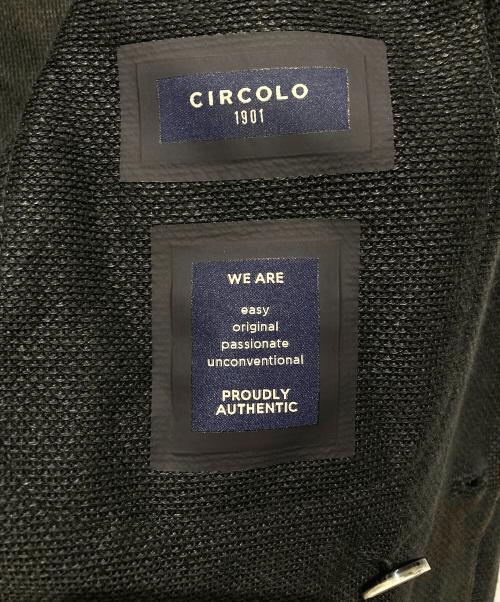 CIRCOLO
1901
WE ARE
easy
original
passionate
unconventional
PROUDLY
AUTHENTIC